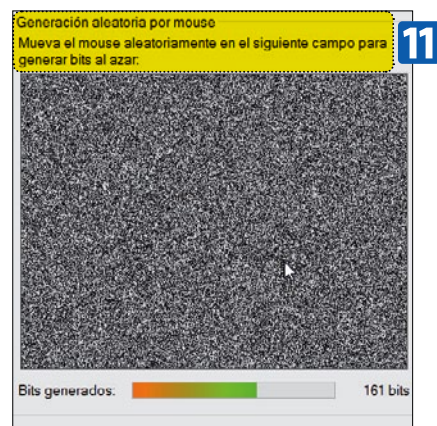 Generación aleatoria por mouse
Mueva el mouse aleatoriamente en el siguiente campo para
generar bits al azar:
11
Bits generados:
161 bits